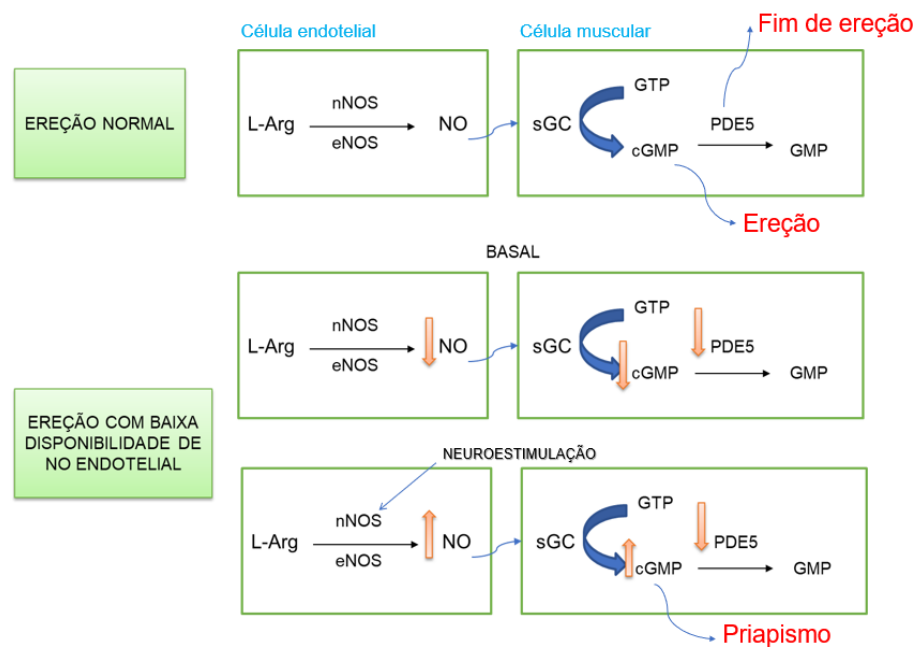 Célula endotelial
Célula muscular
Fim de ereção
EREÇÃO NORMAL
L-Arg
nNOS
eNOS
NO
sGC
GTP
cGMP
PDE5
GMP
Ereção
BASAL
L-Arg
nNOS
eNOS
NO
sGC
GTP
cGMP
PDE5
GMP
EREÇÃO COM BAIXA
DISPONIBILIDADE DE
NO ENDOTELIAL
NEUROESTIMULAÇÃO
L-Arg
nNOS
eNOS
NO
sGC
GTP
cGMP
PDE5
GMP
Priapismo